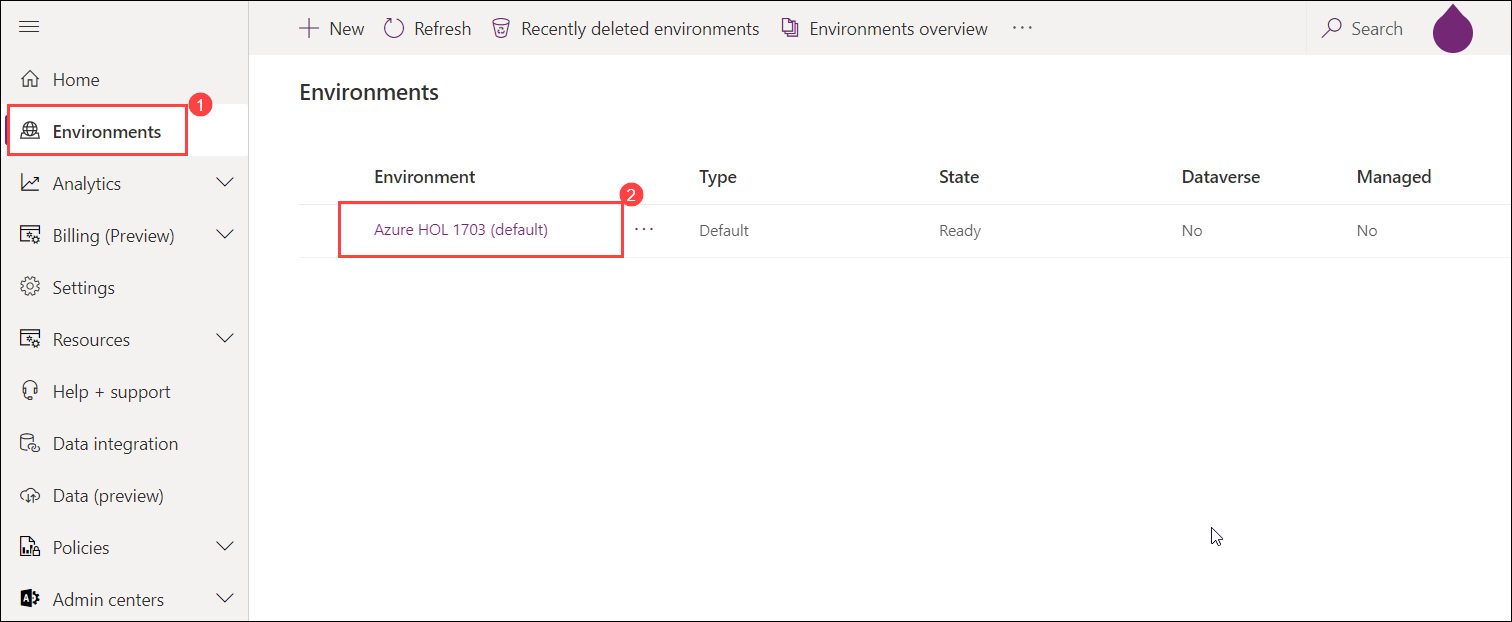 New Refresh Recently deleted environments Environments overview ... Search
Home
Environments
1
Analytics
Billing (Preview)
Settings
Resources
Help + support
Data integration
Data (preview)
Policies
Admin centers
Environments
Environment Type State Dataverse Managed
2
Azure HOL 1703 (default) ... Default Ready No No